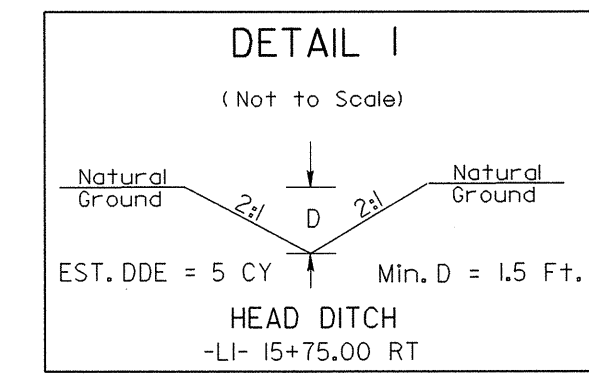 DETAIL 1
(Not to Scale)
Natural Ground
Natural Ground
2:1
D
2:1
EST. DDE = 5 CY
Min. D = 1.5 Ft.
HEAD DITCH
-L1- 15+75.00 RT